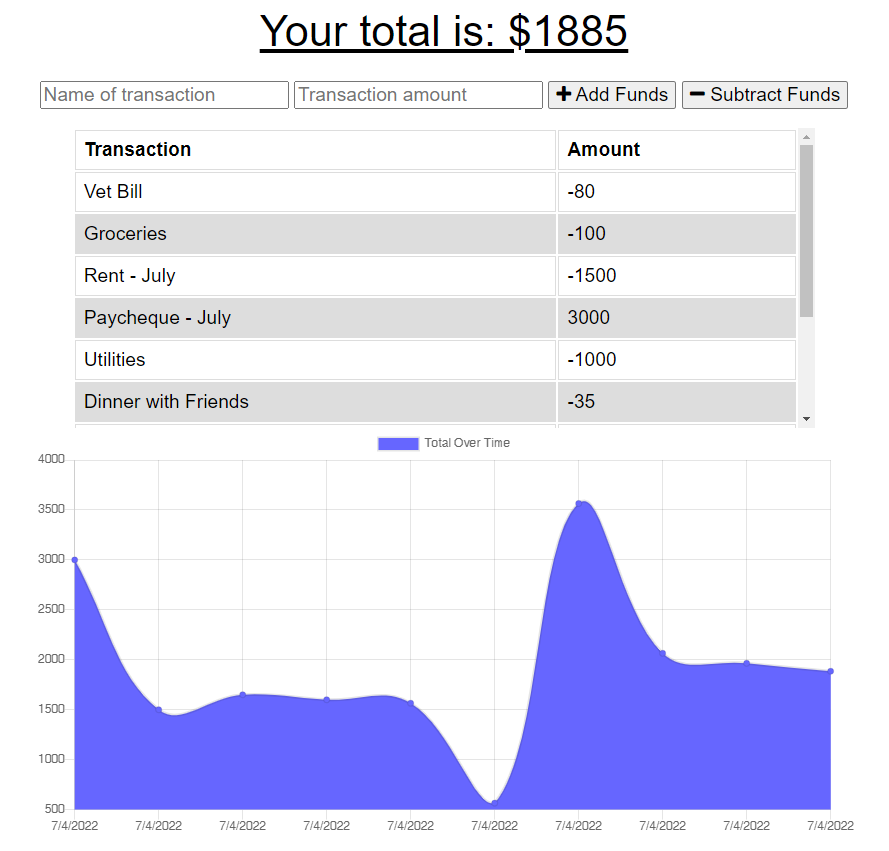 Your total is: $1885
Name of transaction Transaction amount Add Funds Subtract Funds
Transaction Amount
Vet Bill -80
Groceries -100
Rent - July -1500
Paycheque - July 3000
Utilities -1000
Dinner with Friends -35
Total Over Time
4000
3500
3000
2500
2000
1500
1000
500
7/4/2022 7/4/2022 7/4/2022 7/4/2022 7/4/2022 7/4/2022 7/4/2022 7/4/2022 7/4/2022 7/4/2022